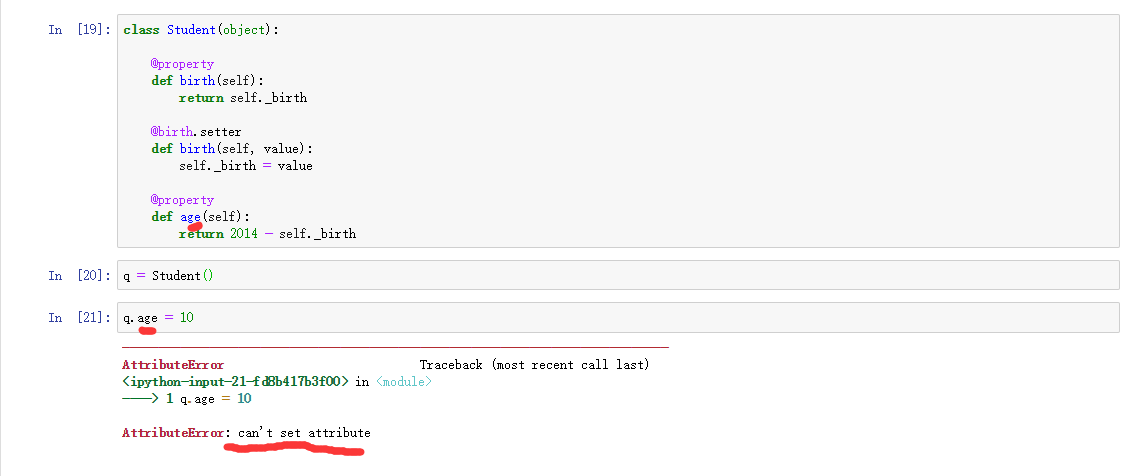 In [19]: class Student(object):
@property
def birth(self):
return self._birth
@birth.setter
def birth(self, value):
self._birth = value
@property
def age(self):
return 2014 - self._birth
In [20]: q = Student()
In [21]: q.age = 10
AttributeError Traceback (most recent call last)
<ipython-input-21-fd8b417b3f00> in <module>
----> 1 q.age = 10
AttributeError: can't set attribute